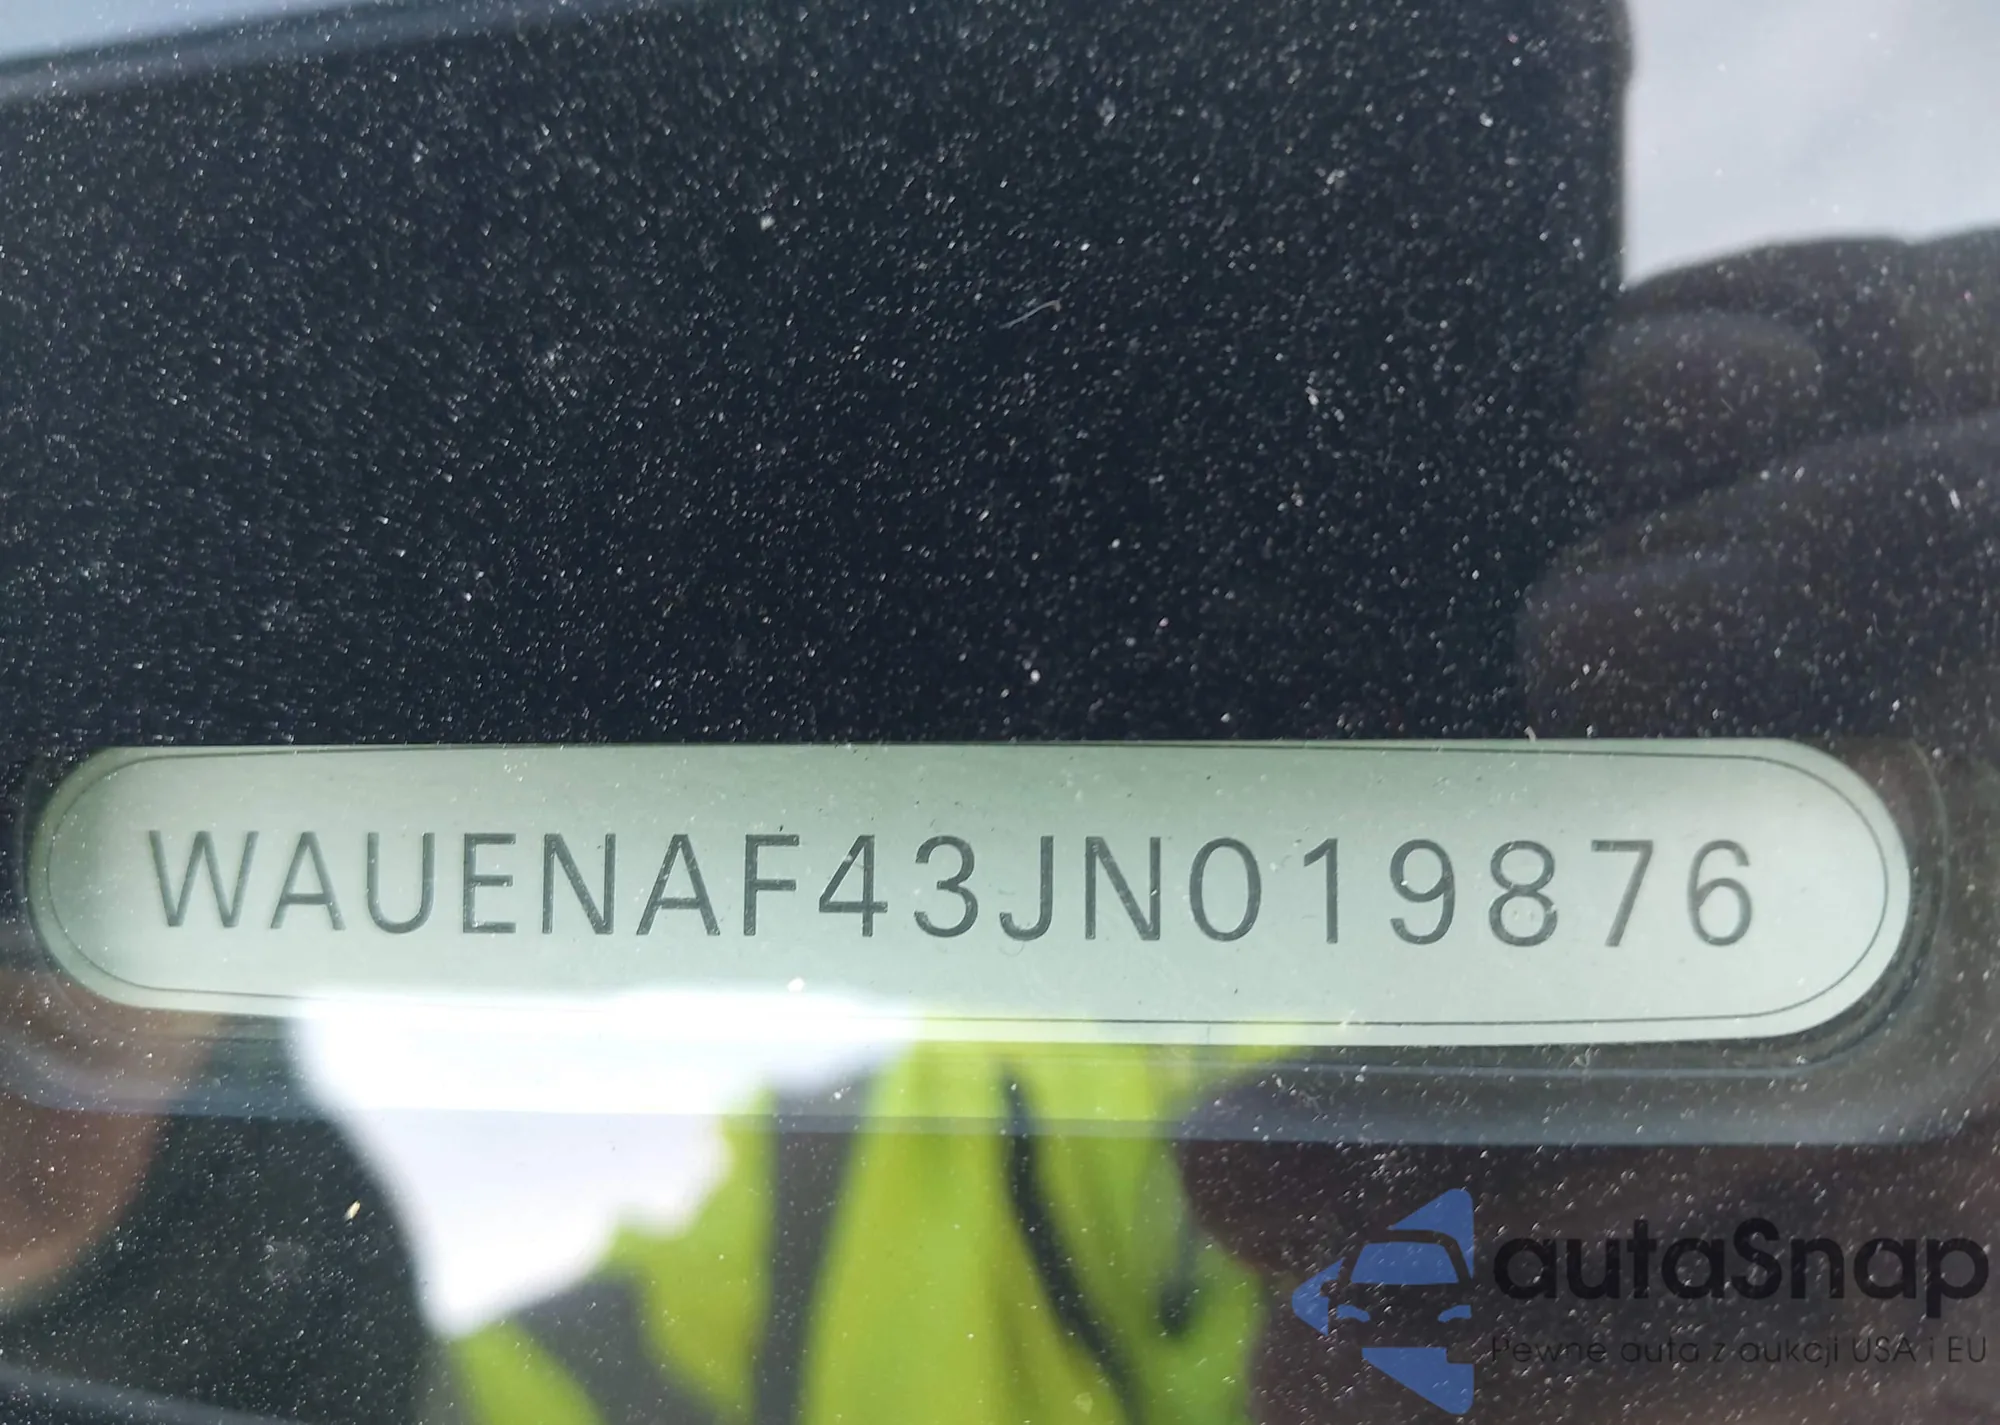 WAUENAF43JN019876
autaSnap
Pewne auta z aukcji USA i EU